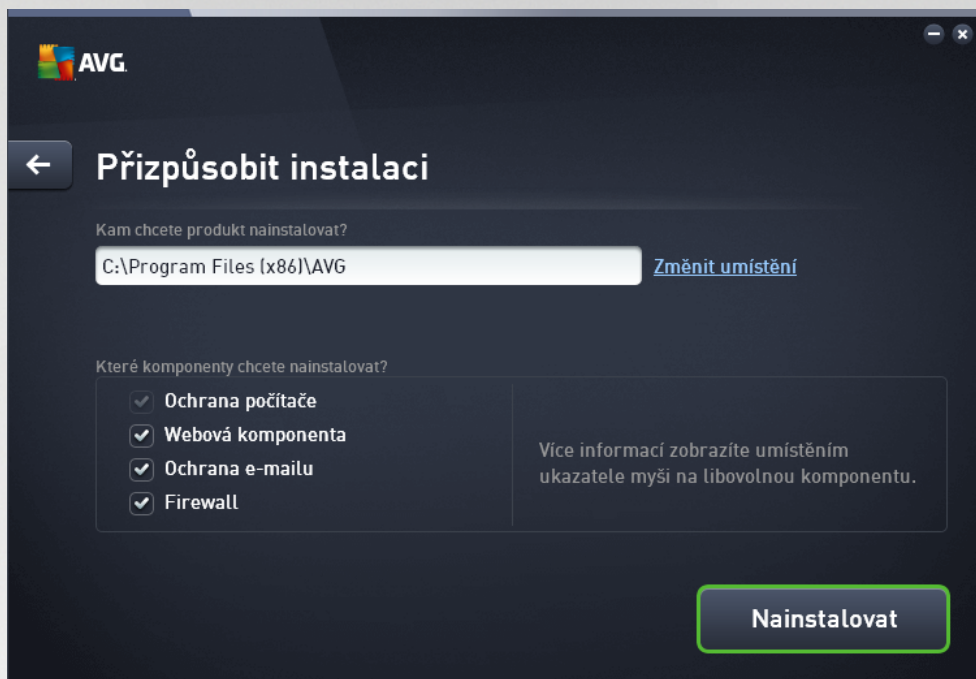 AVG.
Přizpůsobit instalaci
Kam chcete produkt nainstalovat?
C:\Program Files (x86)\AVG
Změnit umístění
Které komponenty chcete nainstalovat?
Ochrana počítače
Webová komponenta
Ochrana e-mailu
Firewall
Více informací zobrazíte umístěním
ukazatele myši na libovolnou komponentu.
Nainstalovat